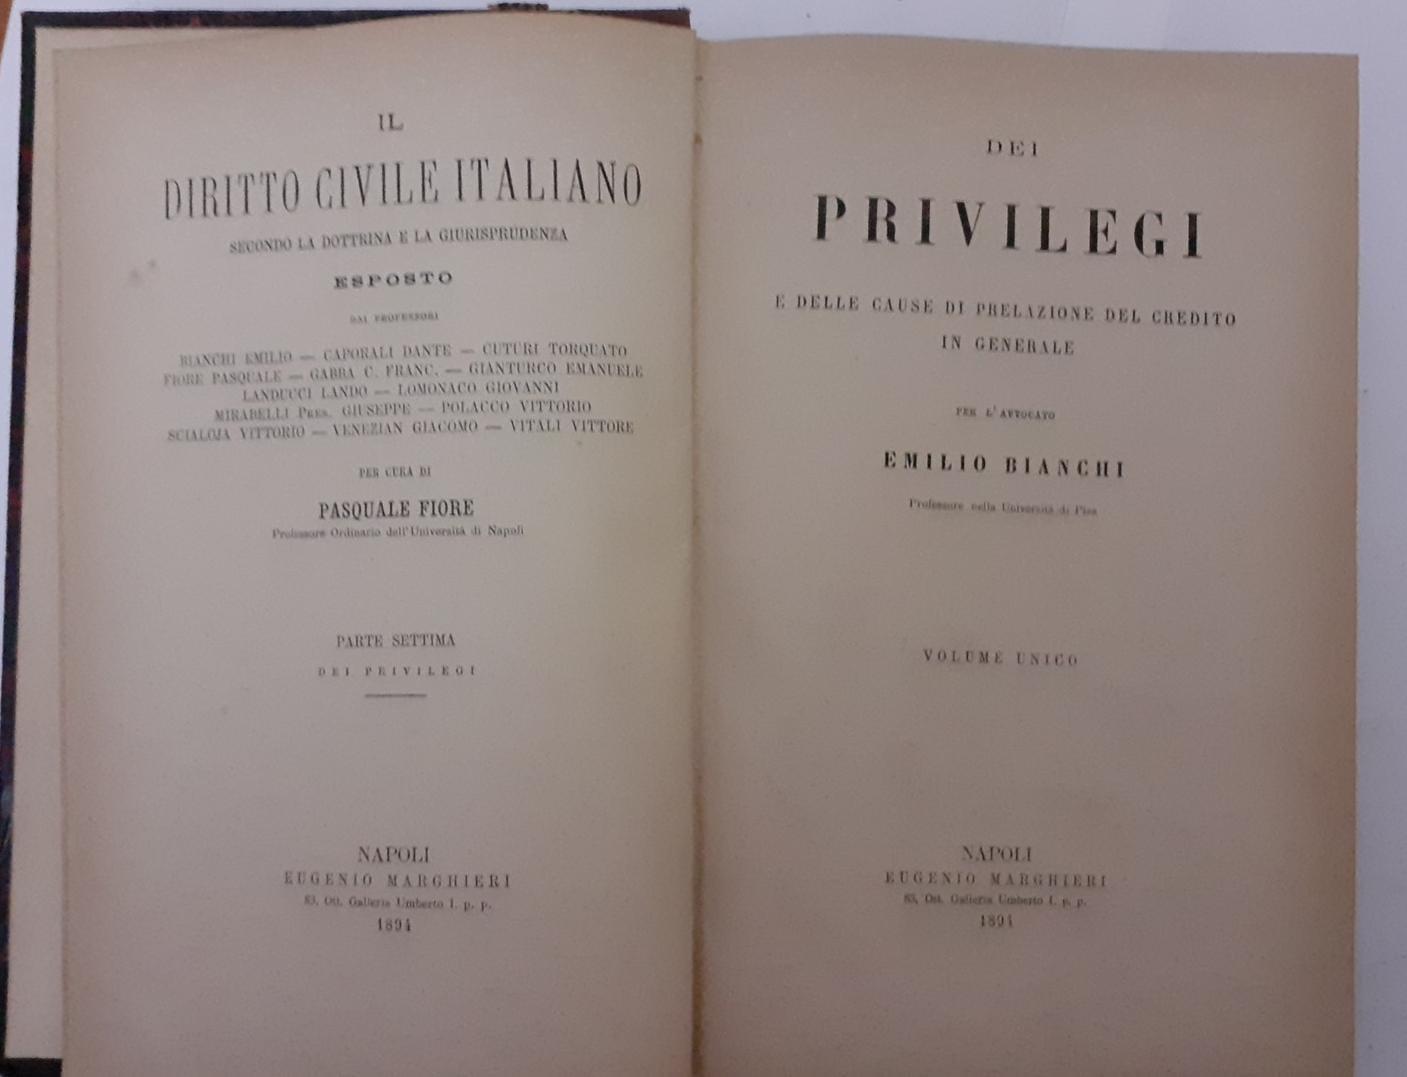 IL
DIRITTO CIVILE ITALIANO
SECONDO LA DOTTRINA E LA GIURISPRUDENZA
ESPOSTO
DAI PROFESSORI
BIANCHI EMILIO — CAPORALI DANTE — CUTURI TORQUATO
FIORE PASQUALE — GABBA C. FRANC. — GIANTURCO EMANUELE
LANDUCCI LANDO — LOMONACO GIOVANNI
MIRABELLI PRES. GIUSEPPE — POLACCO VITTORIO
SCIALOJA VITTORIO — VENEZIAN GIACOMO — VITALI VITTORE
PER CURA DI
PASQUALE FIORE
Professore Ordinario dell'Università di Napoli
PARTE SETTIMA
DEI PRIVILEGI
NAPOLI
EUGENIO MARGHIERI
83, Ott. Galleria Umberto I. p. p.
1894
DEI
PRIVILEGI
E DELLE CAUSE DI PRELAZIONE DEL CREDITO
IN GENERALE
PER L'AVVOCATO
EMILIO BIANCHI
Professore nella Università di Pisa
VOLUME UNICO
NAPOLI
EUGENIO MARGHIERI
83, Ott. Galleria Umberto I. p. p.
1894